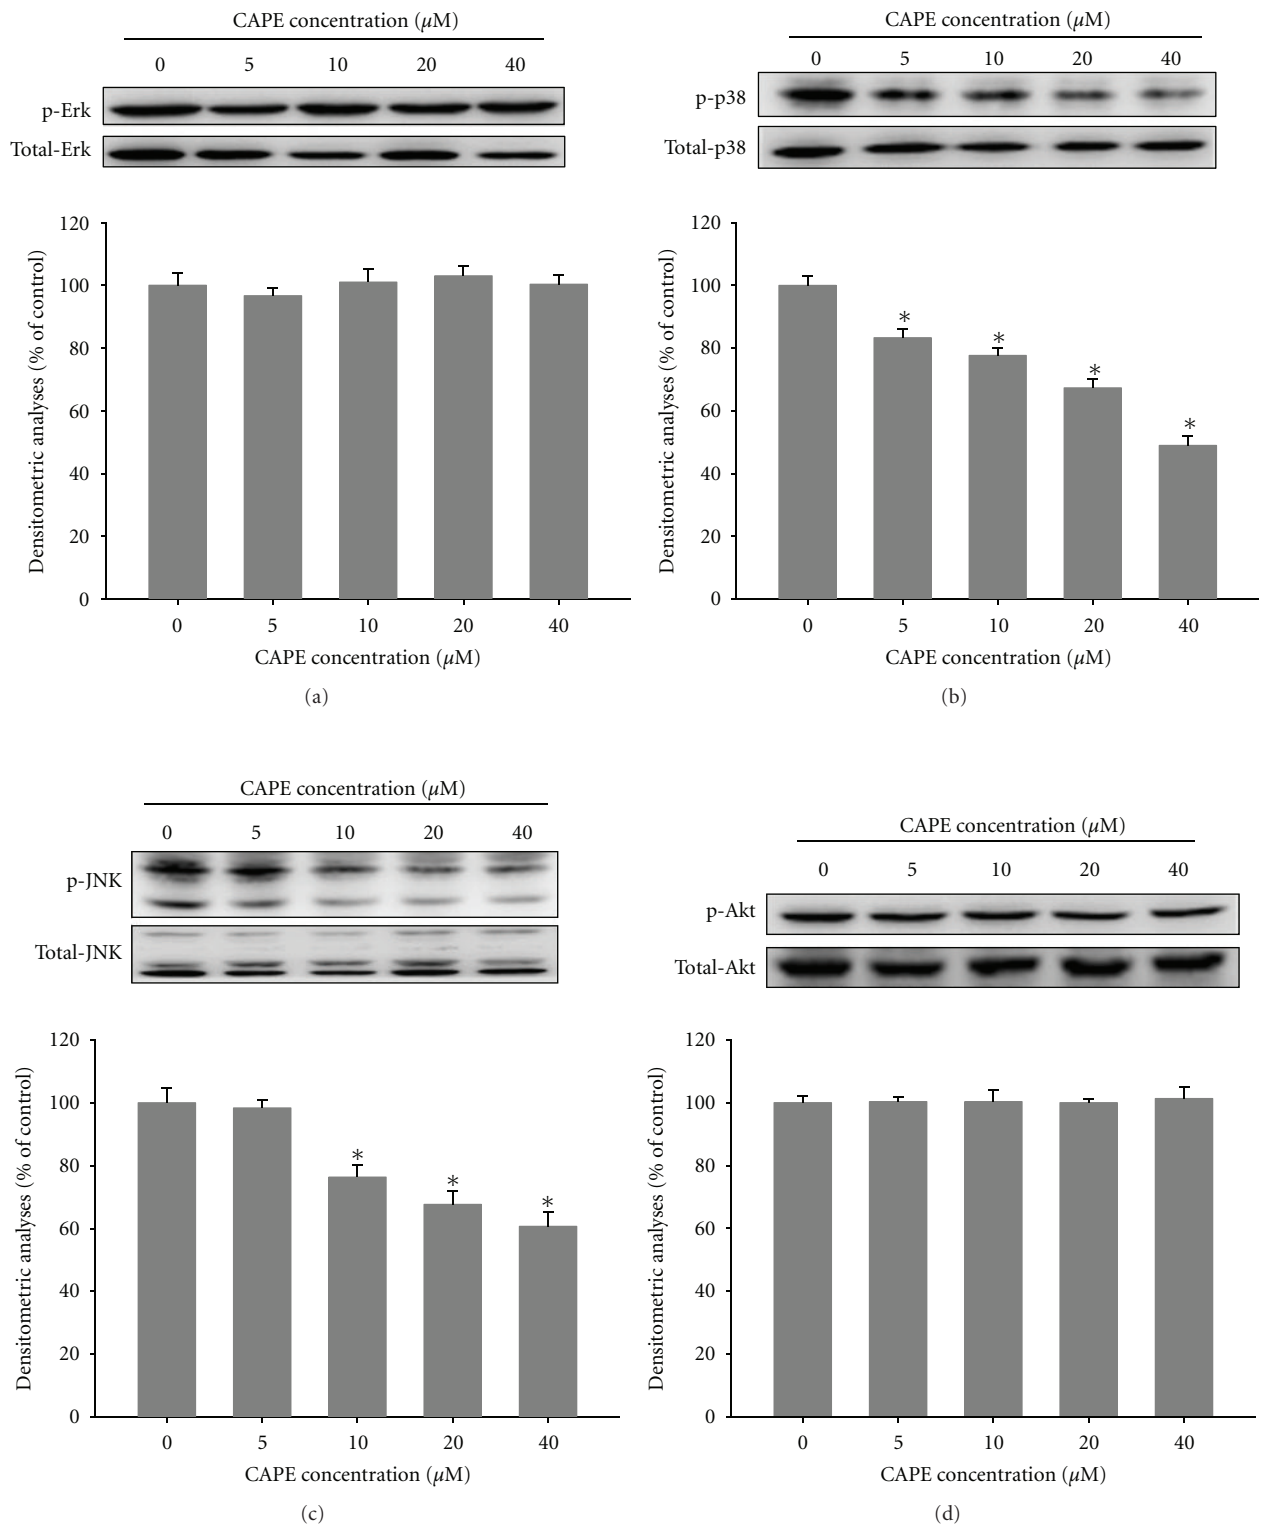 CAPE concentration (µM)
0 5 10 20 40
p-Erk
Total-Erk
120
100
80
60
40
20
0
Densitometric analyses (% of control)
0 5 10 20 40
CAPE concentration (µM)
(a)
CAPE concentration (µM)
0 5 10 20 40
p-p38
Total-p38
120
100
80
60
40
20
0
Densitometric analyses (% of control)
*
*
*
*
0 5 10 20 40
CAPE concentration (µM)
(b)
CAPE concentration (µM)
0 5 10 20 40
p-JNK
Total-JNK
120
100
80
60
40
20
0
Densitometric analyses (% of control)
*
*
*
0 5 10 20 40
CAPE concentration (µM)
(c)
CAPE concentration (µM)
0 5 10 20 40
p-Akt
Total-Akt
120
100
80
60
40
20
0
Densitometric analyses (% of control)
0 5 10 20 40
CAPE concentration (µM)
(d)